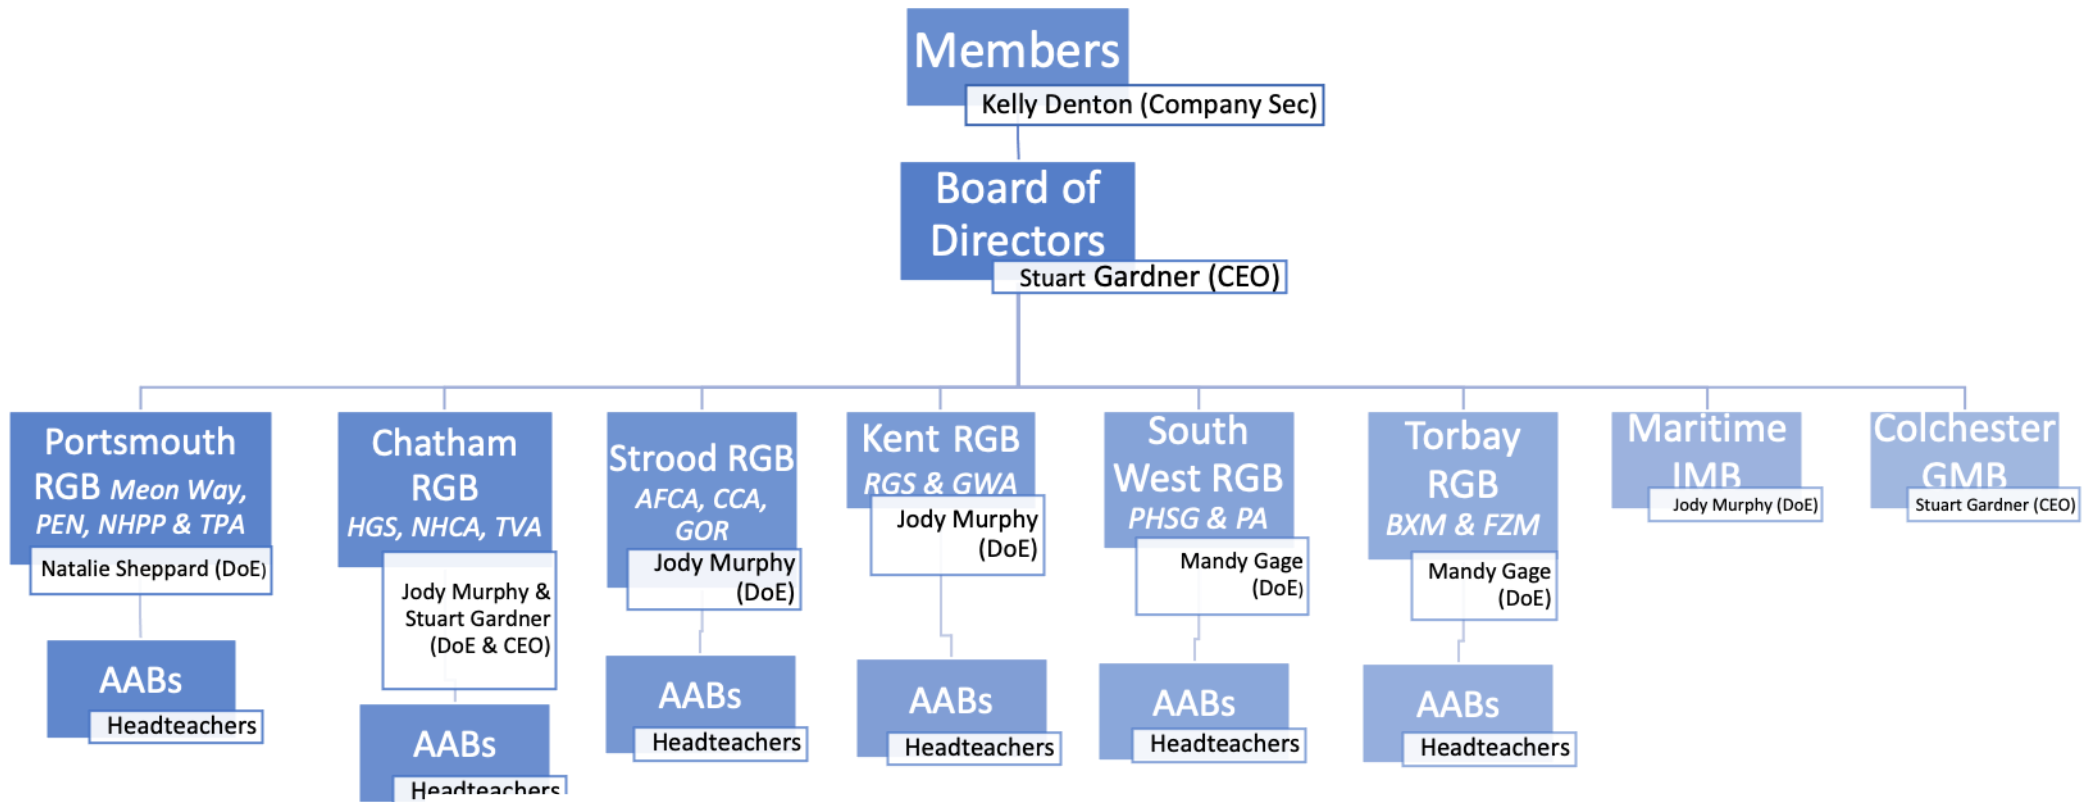 Members
Kelly Denton (Company Sec)
Board of
Directors
Stuart Gardner (CEO)
Portsmouth
RGB Meon Way,
PEN, NHPP & TPA
Natalie Sheppard (DoE)
AABs
Headteachers
Chatham
RGB
HGS, NHCA, TVA
Jody Murphy &
Stuart Gardner
(DoE & CEO)
AABs
Headteachers
Strood RGB
AFCA, CCA,
GOR
Jody Murphy
(DoE)
AABs
Headteachers
Kent RGB
RGS & GWA
Jody Murphy
(DoE)
AABs
Headteachers
South
West RGB
PHSG & PA
Mandy Gage
(DoE)
AABs
Headteachers
Torbay
RGB
BXM & FZM
Mandy Gage
(DoE)
AABs
Headteachers
Maritime
IMB
Jody Murphy (DoE)
Colchester
GMB
Stuart Gardner (CEO)